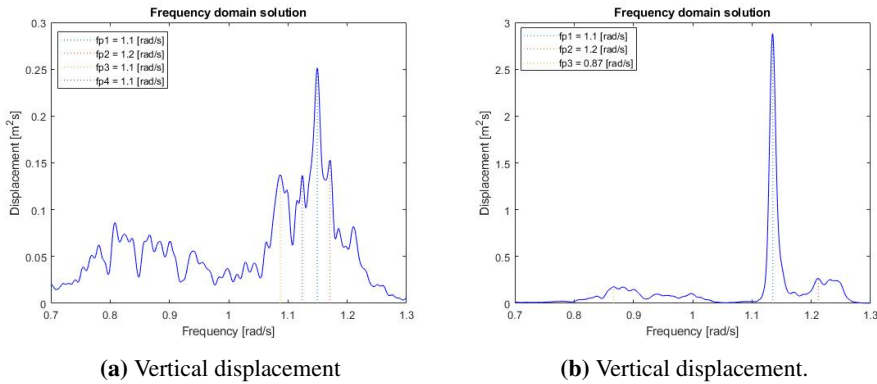 Frequency domain solution
0.3
0.25
0.2
0.15
0.1
0.05
0
Displacement [m²s]
fp1 = 1.1 [rad/s]
fp2 = 1.2 [rad/s]
fp3 = 1.1 [rad/s]
fp4 = 1.1 [rad/s]
0.7 0.8 0.9 1 1.1 1.2 1.3
Frequency [rad/s]
(a) Vertical displacement
Frequency domain solution
3
2.5
2
1.5
1
0.5
0
Displacement [m²s]
fp1 = 1.1 [rad/s]
fp2 = 1.2 [rad/s]
fp3 = 0.87 [rad/s]
0.7 0.8 0.9 1 1.1 1.2 1.3
Frequency [rad/s]
(b) Vertical displacement.